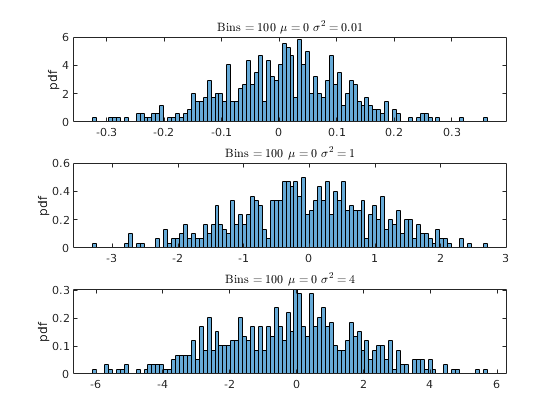 Bins = 100 μ = 0 σ² = 0.01
6
4
2
0
pdf
-0.3 -0.2 -0.1 0 0.1 0.2 0.3
Bins = 100 μ = 0 σ² = 1
0.6
0.4
0.2
0
pdf
-3 -2 -1 0 1 2 3
Bins = 100 μ = 0 σ² = 4
0.3
0.2
0.1
0
pdf
-6 -4 -2 0 2 4 6